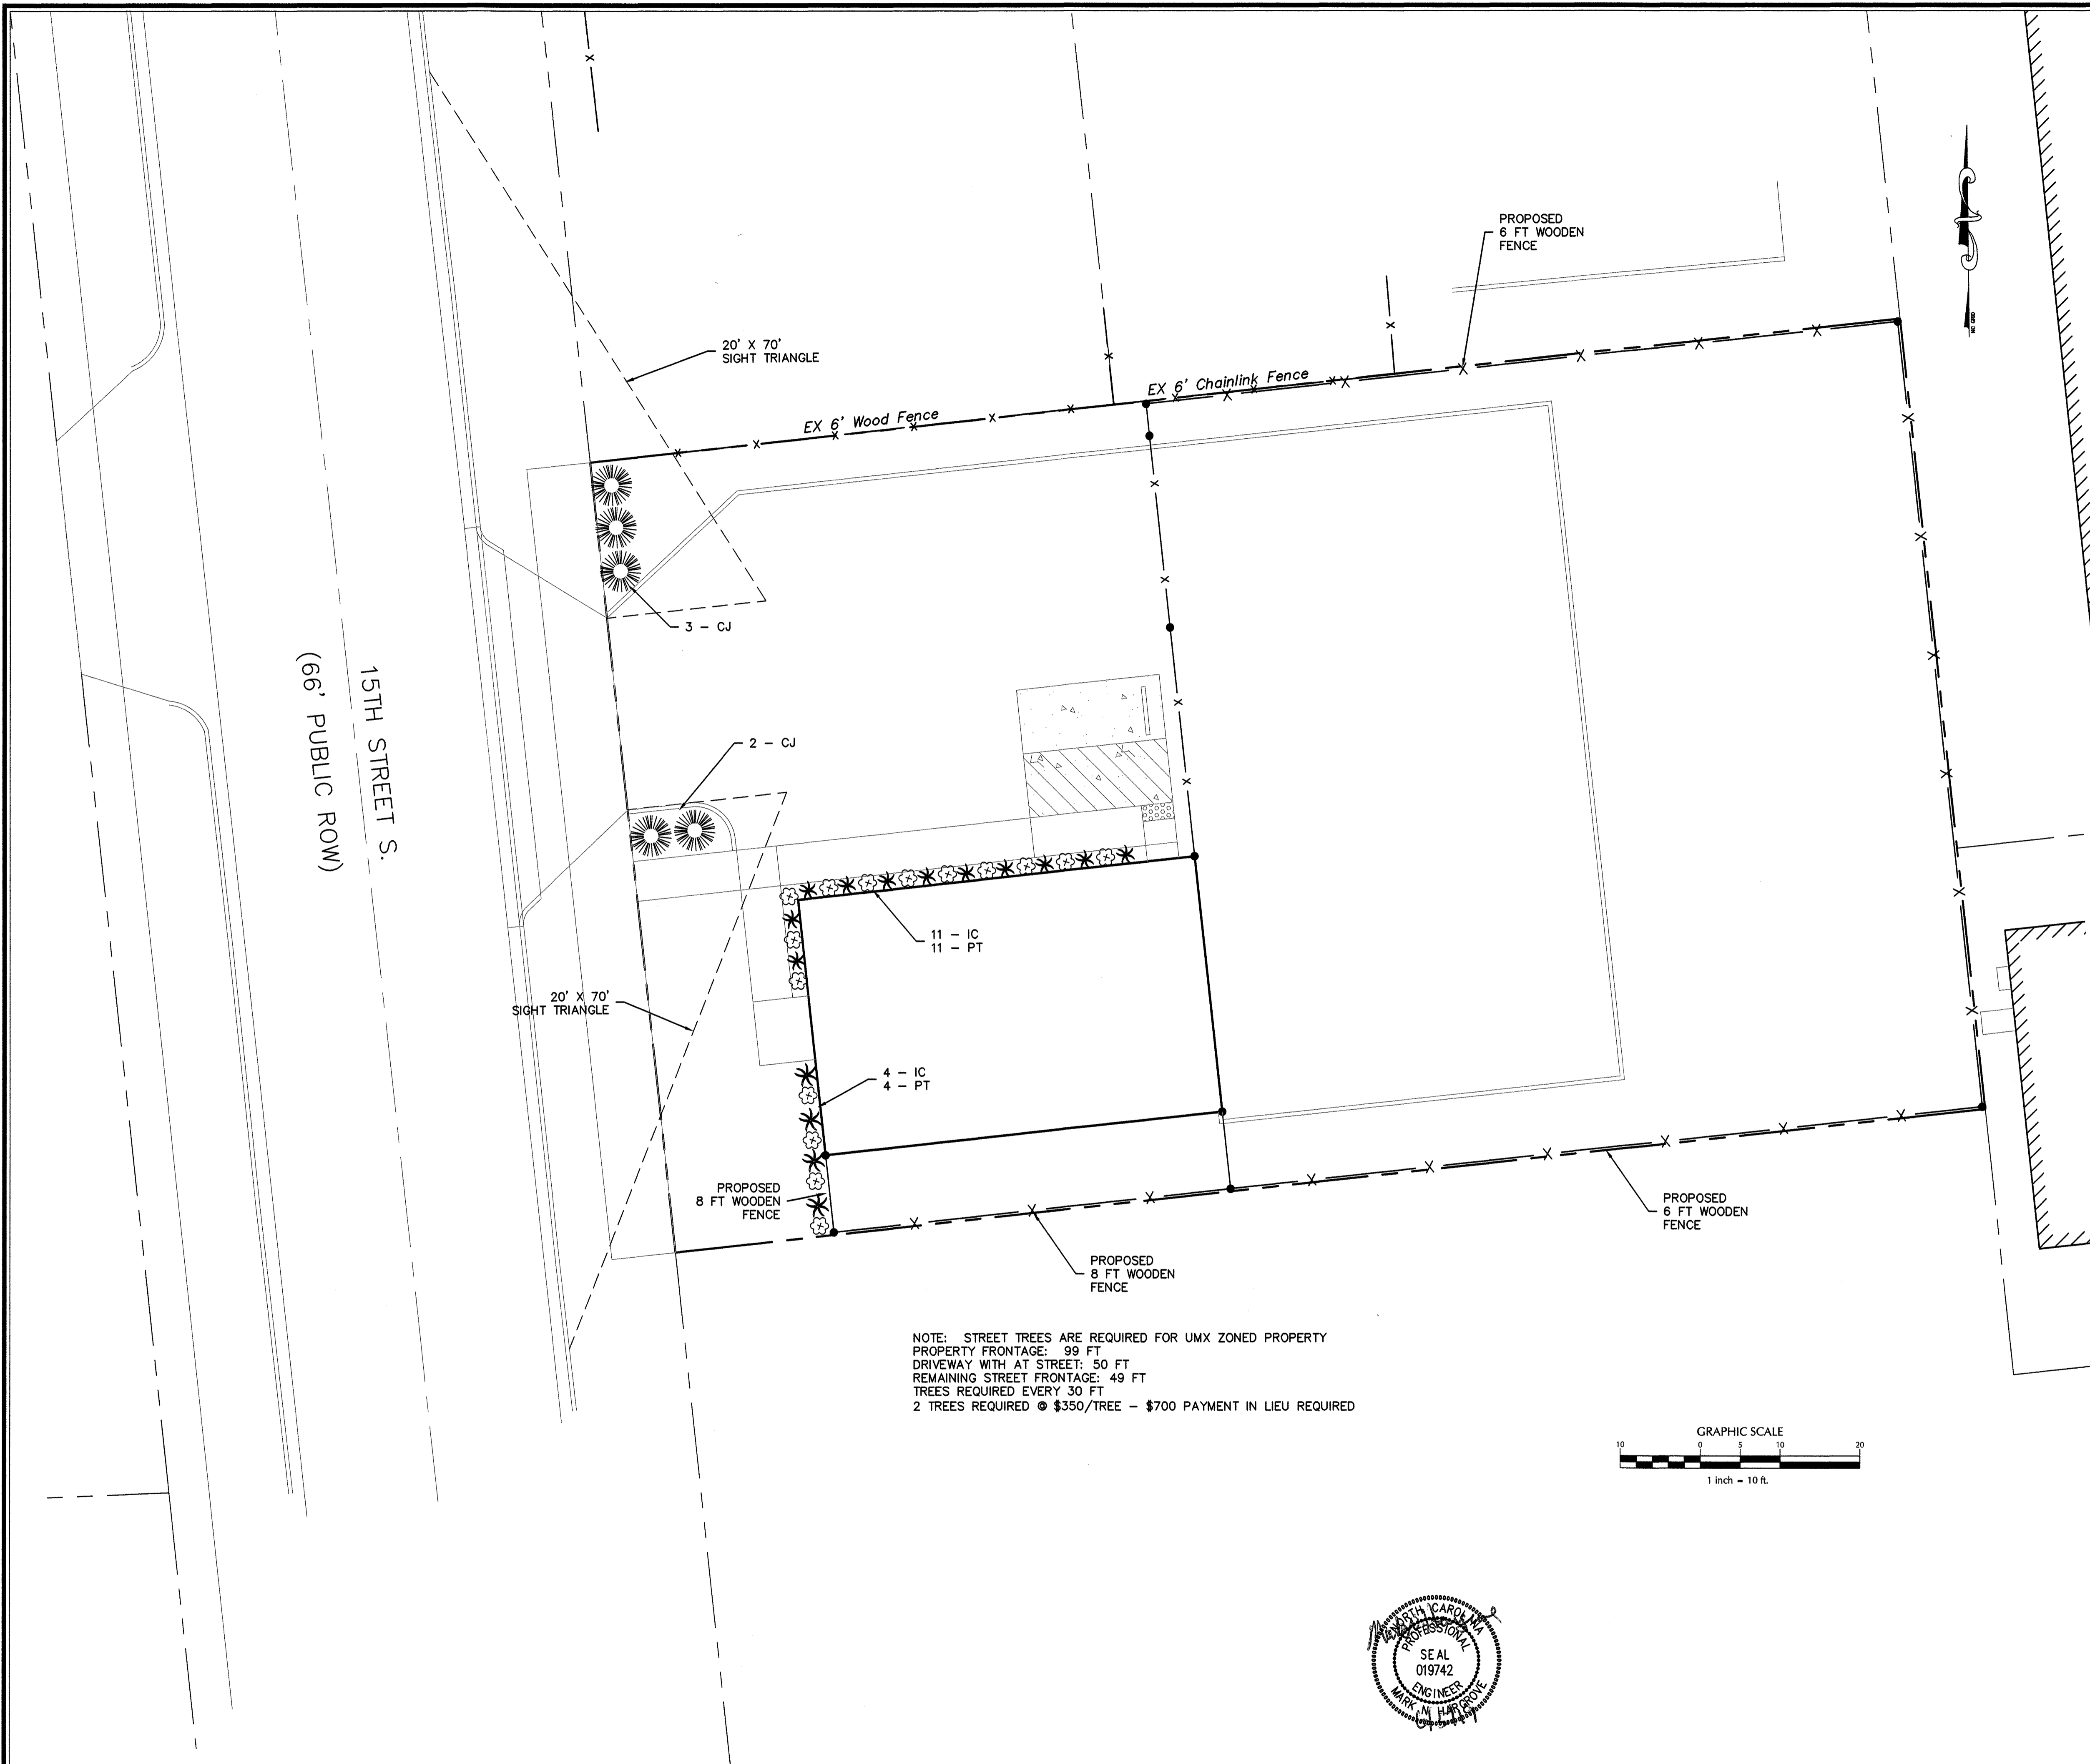 PROPOSED
6 FT WOODEN
FENCE
NC GRID
20' X 70'
SIGHT TRIANGLE
EX 6' Chainlink Fence
EX 6' Wood Fence
3 - CJ
15TH STREET S.
(66' PUBLIC ROW)
2 - CJ
11 - IC
11 - PT
20' X 70'
SIGHT TRIANGLE
4 - IC
4 - PT
PROPOSED
8 FT WOODEN
FENCE
PROPOSED
6 FT WOODEN
FENCE
PROPOSED
8 FT WOODEN
FENCE
NOTE: STREET TREES ARE REQUIRED FOR UMX ZONED PROPERTY
PROPERTY FRONTAGE: 99 FT
DRIVEWAY WITH AT STREET: 50 FT
REMAINING STREET FRONTAGE: 49 FT
TREES REQUIRED EVERY 30 FT
2 TREES REQUIRED @ $350/TREE - $700 PAYMENT IN LIEU REQUIRED
GRAPHIC SCALE
10 0 5 10 20
1 inch = 10 ft.
NORTH CAROLINA
PROFESSIONAL
SEAL
019742
ENGINEER
MARK N HARGROVE